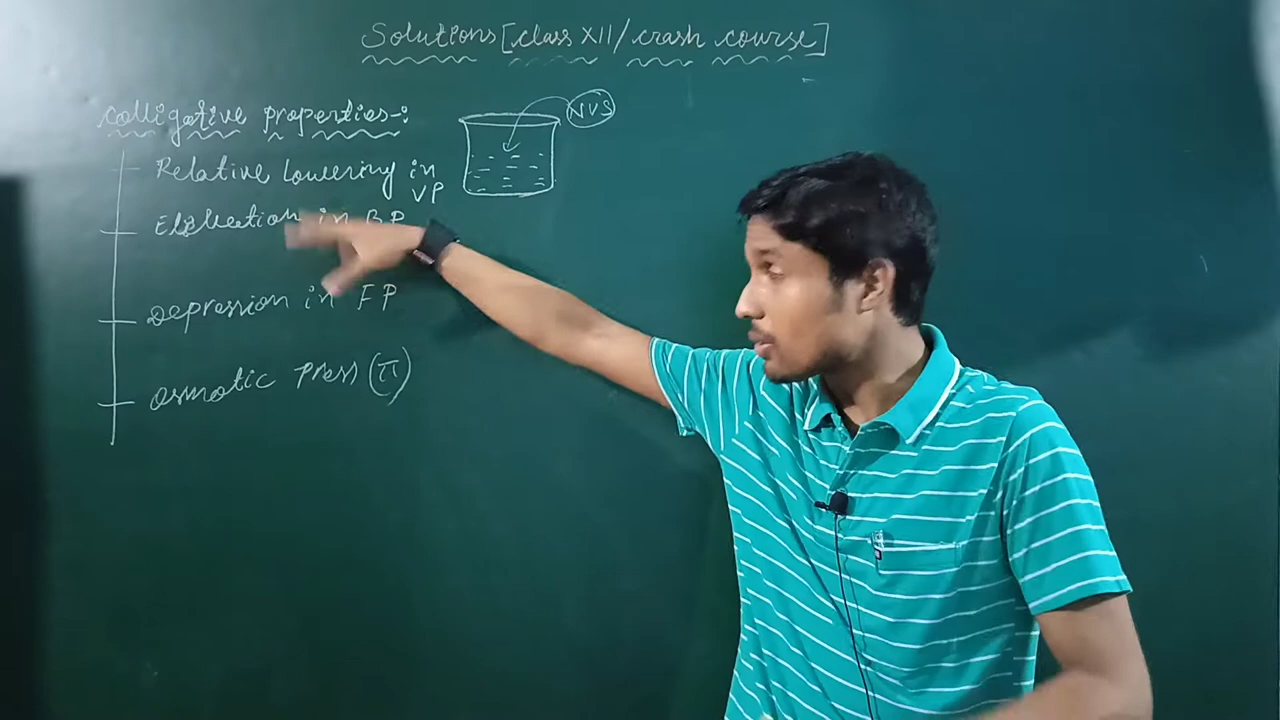 Solutions [class XII / crash course]
colligative properties-:
NVS
Relative Lowering in
VP
in BP
Depression in FP
osmotic press (π)